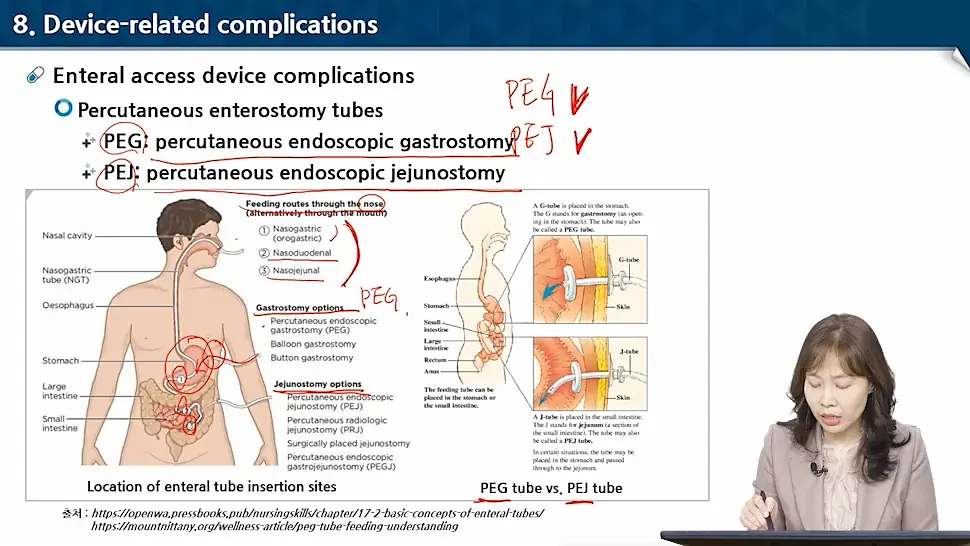 8. Device-related complications
Enteral access device complications
Percutaneous enterostomy tubes
PEG: percutaneous endoscopic gastrostomy
PEJ: percutaneous endoscopic jejunostomy
PEG
PEJ
Feeding routes through the nose
(alternatively through the mouth)
1 Nasogastric
(orogastric)
2 Nasoduodenal
3 Nasojejunal
PEG
Gastrostomy options
Percutaneous endoscopic
gastrostomy (PEG)
Balloon gastrostomy
Button gastrostomy
Jejunostomy options
Percutaneous endoscopic
jejunostomy (PEJ)
Percutaneous radiologic
jejunostomy (PRJ)
Surgically placed jejunostomy
Percutaneous endoscopic
gastrojejunostomy (PEGJ)
Nasal cavity
Nasogastric
tube (NGT)
Oesophagus
Stomach
Large
intestine
Small
intestine
Location of enteral tube insertion sites
Esophagus
Stomach
Small
intestine
Large
intestine
Rectum
Anus
The feeding tube can be
placed in the stomach or
the small intestine.
A G-tube is placed in the stomach.
The G stands for gastrostomy (an open-
ing in the stomach). The tube may also
be called a PEG tube.
G-tube
Skin
J-tube
Skin
A J-tube is placed in the small intestine.
The J stands for jejunum (a section of
the small intestine). The tube may also
be called a PEJ tube.
In certain situations, the tube may be
placed in the stomach and passed
through to the jejunum.
PEG tube vs. PEJ tube
출처 : https://openwa.pressbooks.pub/nursingskills/chapter/17-2-basic-concepts-of-enteral-tubes/
https://mountnittany.org/wellness-article/peg-tube-feeding-understanding